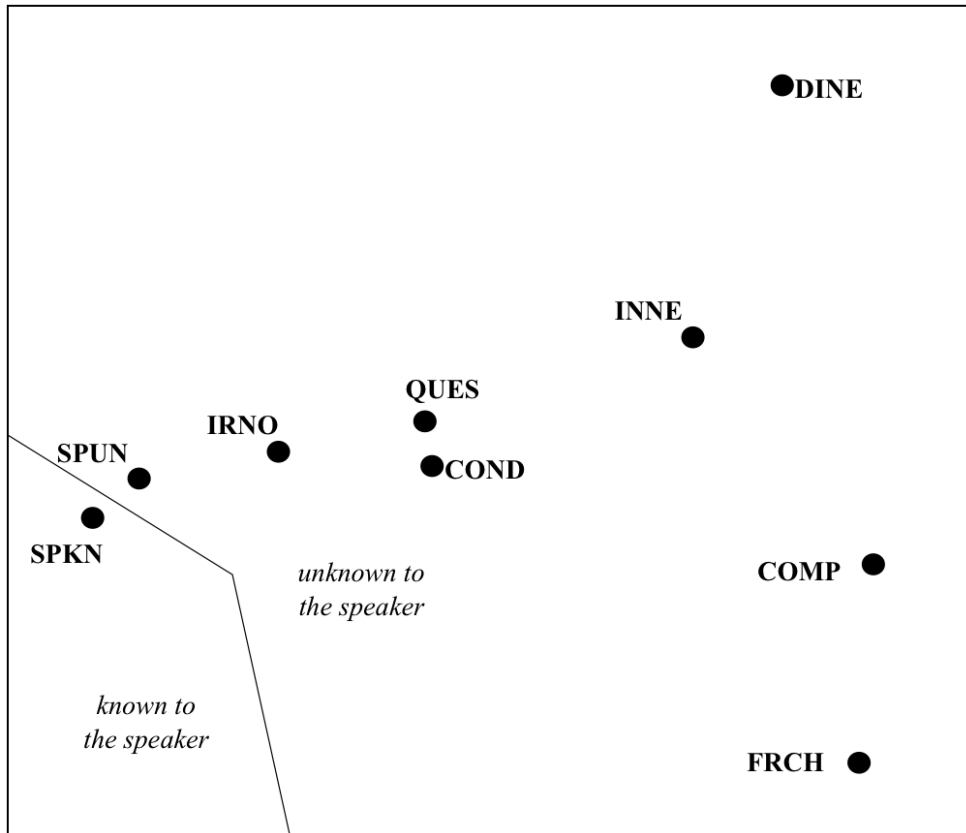 DINE
INNE
QUES
IRNO
SPUN
COND
SPKN
COMP
unknown to
the speaker
known to
the speaker
FRCH